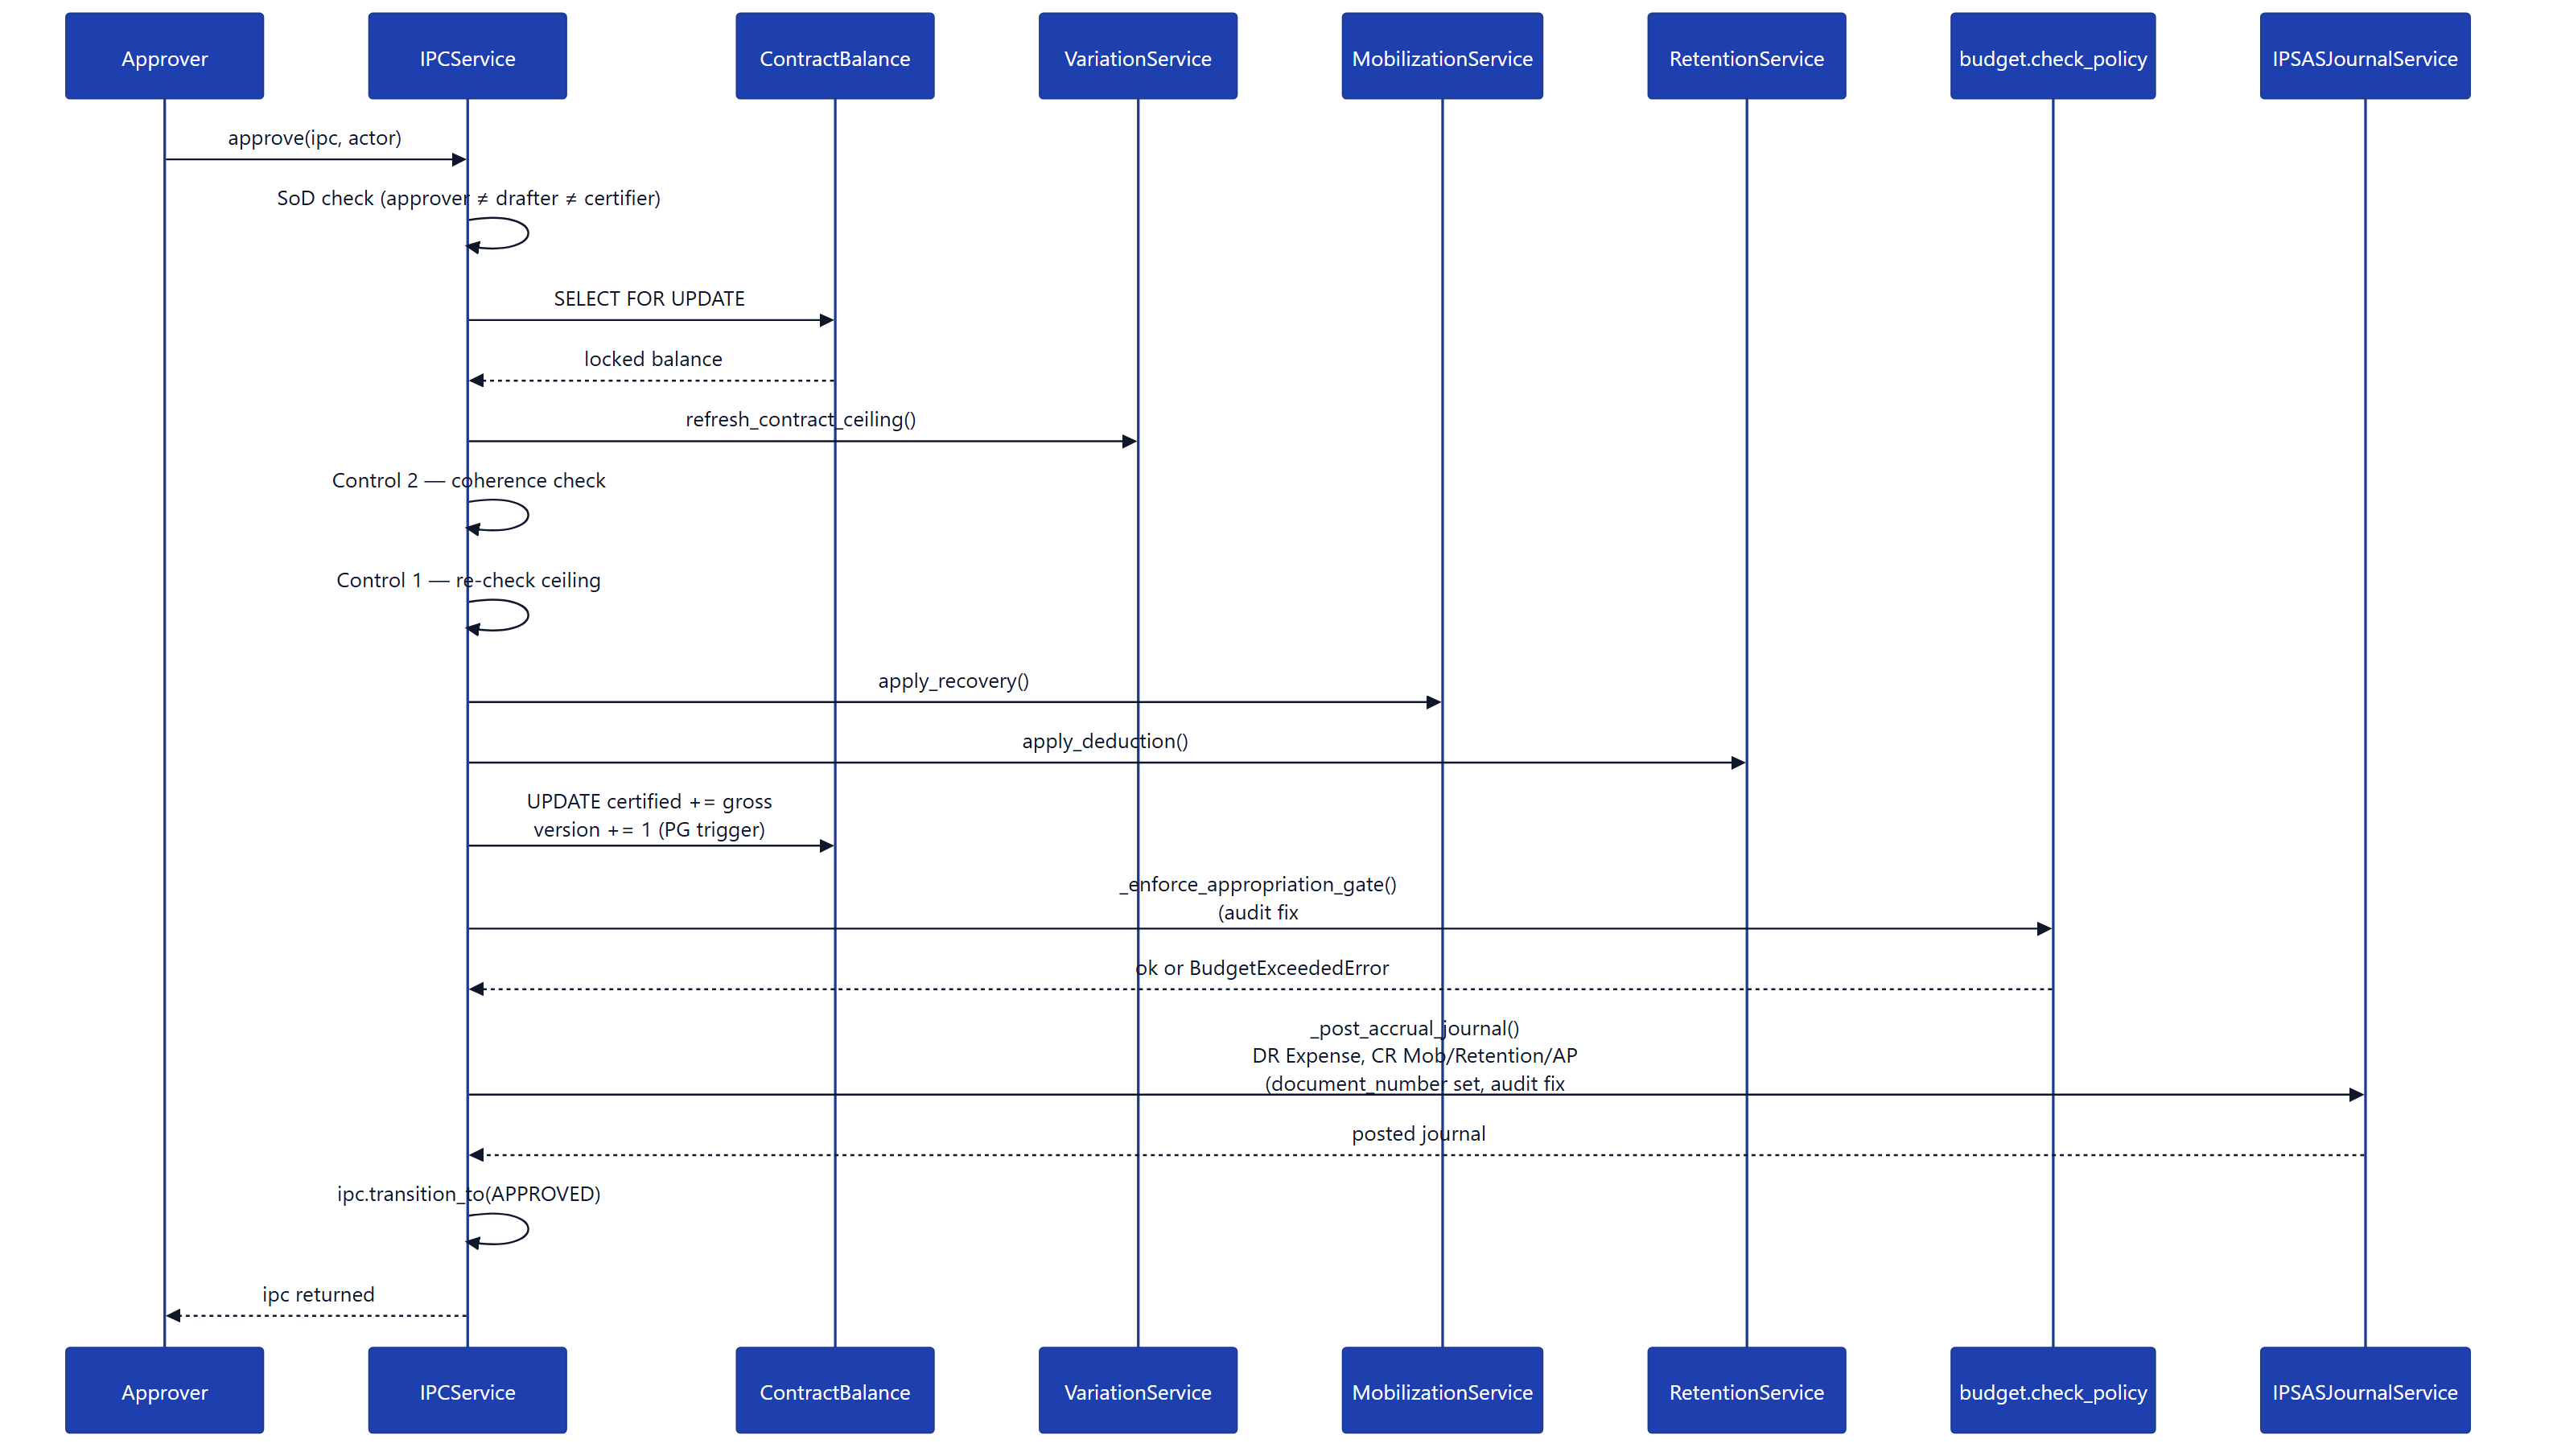 Approver
IPCService
ContractBalance
VariationService
MobilizationService
RetentionService
budget.check_policy
IPSASJournalService
approve(ipc, actor)
SoD check (approver ≠ drafter ≠ certifier)
SELECT FOR UPDATE
locked balance
refresh_contract_ceiling()
Control 2 — coherence check
Control 1 — re-check ceiling
apply_recovery()
apply_deduction()
UPDATE certified += gross
version += 1 (PG trigger)
_enforce_appropriation_gate()
(audit fix
ok or BudgetExceededError
_post_accrual_journal()
DR Expense, CR Mob/Retention/AP
(document_number set, audit fix
posted journal
ipc.transition_to(APPROVED)
ipc returned
Approver
IPCService
ContractBalance
VariationService
MobilizationService
RetentionService
budget.check_policy
IPSASJournalService